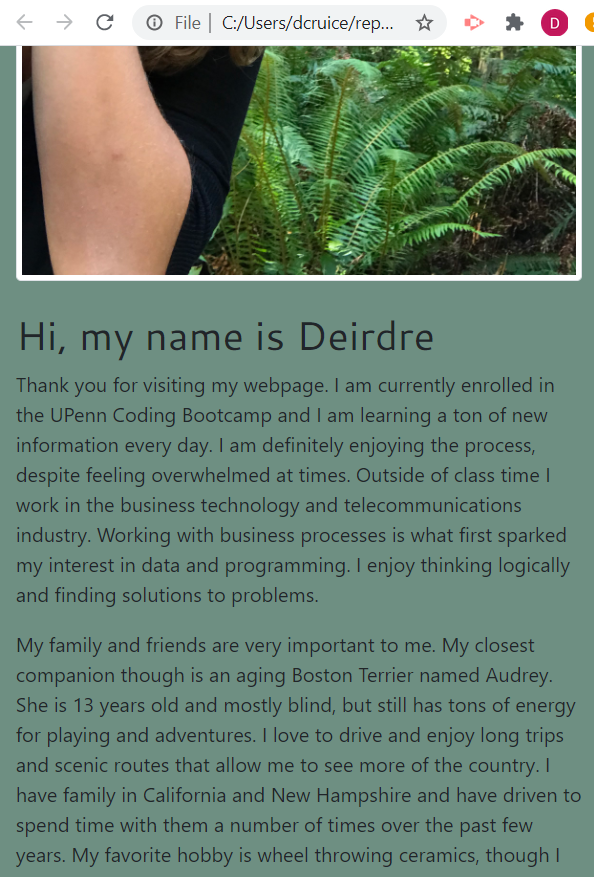 File | C:/Users/dcruice/rep...
D
Hi, my name is Deirdre
Thank you for visiting my webpage. I am currently enrolled in
the UPenn Coding Bootcamp and I am learning a ton of new
information every day. I am definitely enjoying the process,
despite feeling overwhelmed at times. Outside of class time I
work in the business technology and telecommunications
industry. Working with business processes is what first sparked
my interest in data and programming. I enjoy thinking logically
and finding solutions to problems.
My family and friends are very important to me. My closest
companion though is an aging Boston Terrier named Audrey.
She is 13 years old and mostly blind, but still has tons of energy
for playing and adventures. I love to drive and enjoy long trips
and scenic routes that allow me to see more of the country. I
have family in California and New Hampshire and have driven to
spend time with them a number of times over the past few
years. My favorite hobby is wheel throwing ceramics, though I